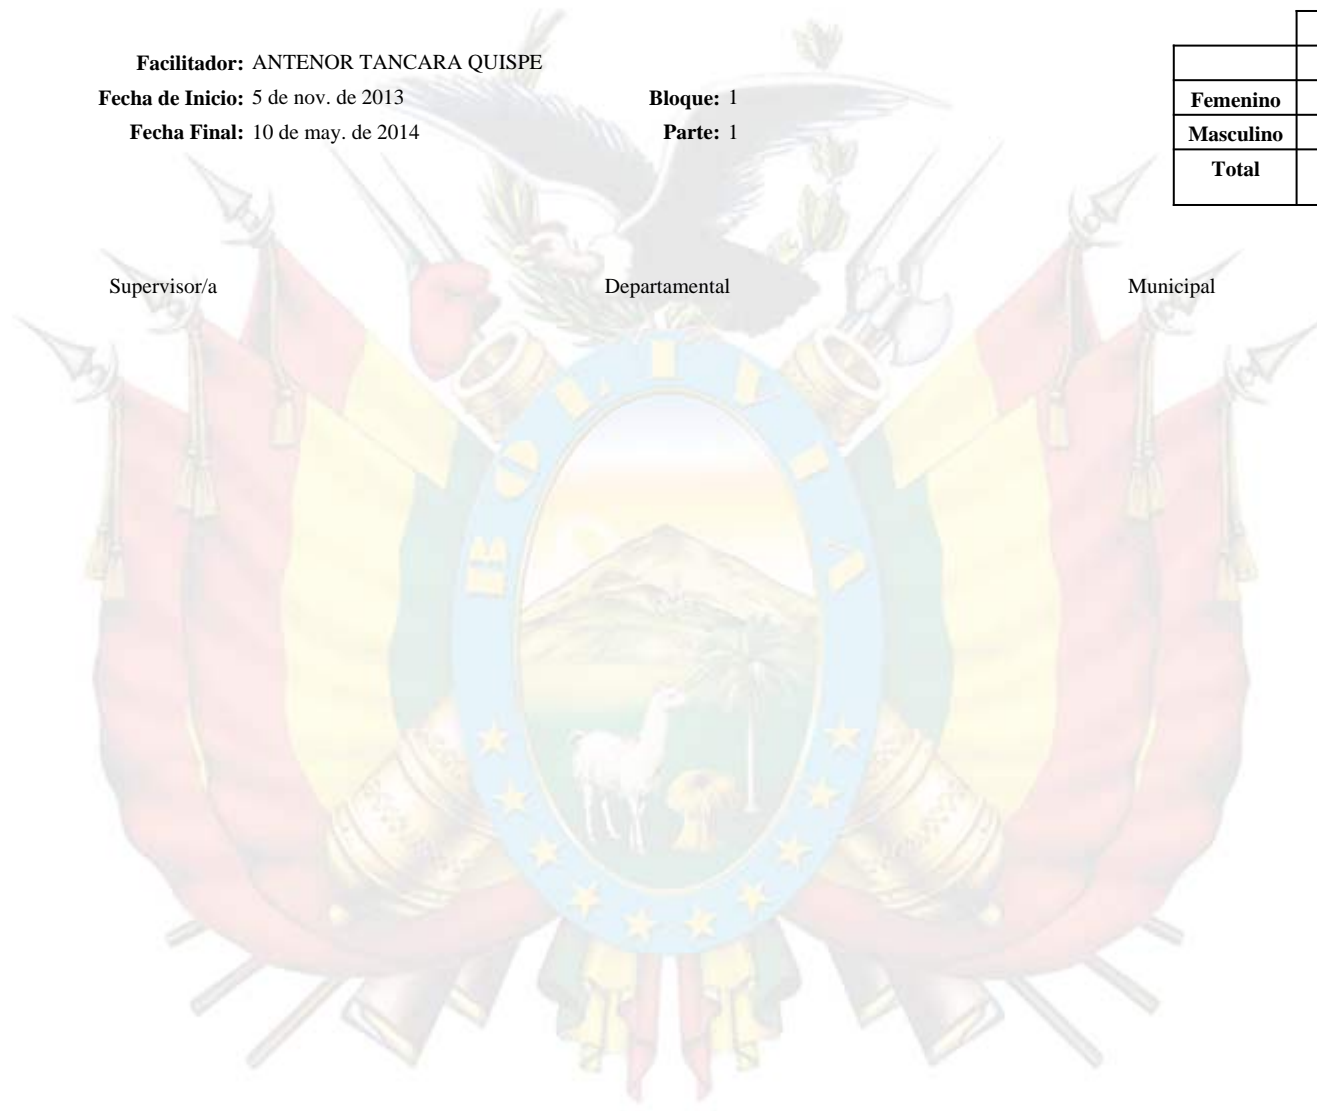 Facilitador: ANTENOR TANCARA QUISPE
Fecha de Inicio: 5 de nov. de 2013 Bloque: 1
Fecha Final: 10 de may. de 2014 Parte: 1
Femenino
Masculino
Total
Supervisor/a Departamental Municipal
BOLIVIA